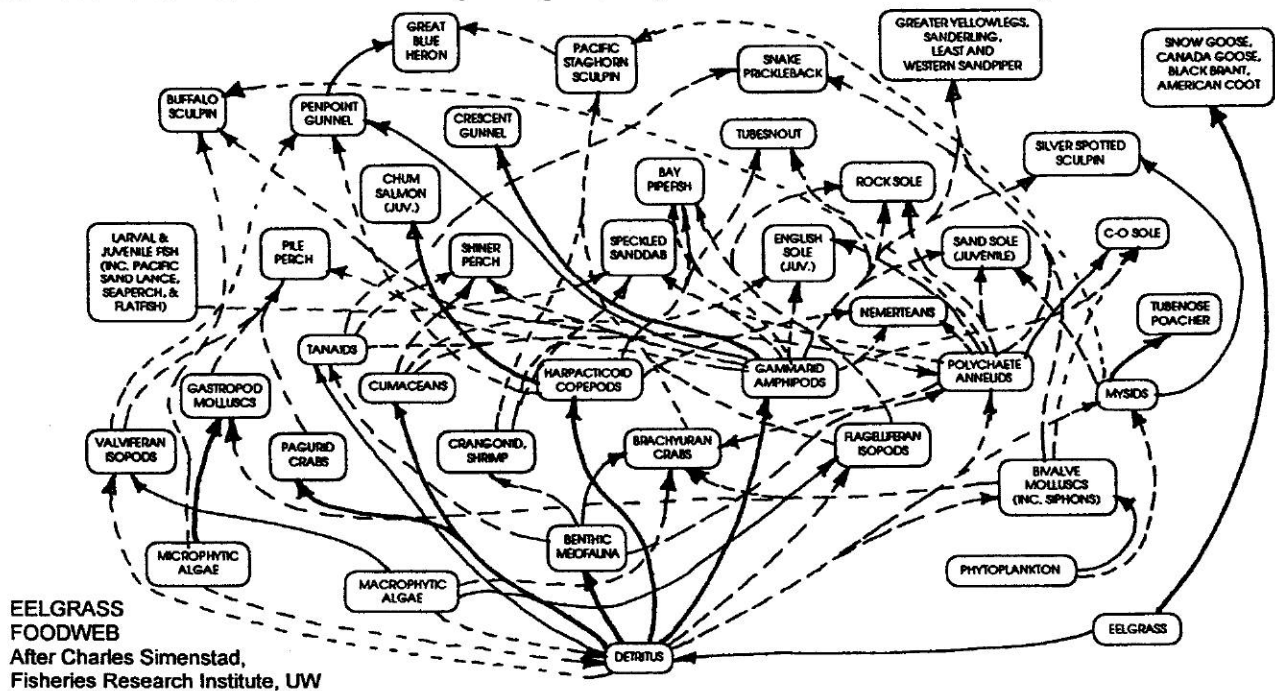 GREAT
BLUE
HERON
PACIFIC
STAGHORN
SCULPIN
SNAKE
PRICKLEBACK
GREATER YELLOWLEGS,
SANDERLING,
LEAST AND
WESTERN SANDPIPER
SNOW GOOSE,
CANADA GOOSE,
BLACK BRANT,
AMERICAN COOT
BUFFALO
SCULPIN
PENPOINT
GUNNEL
CRESCENT
GUNNEL
TUBESNOUT
SILVER SPOTTED
SCULPIN
CHUM
SALMON
(JUV.)
BAY
PIPEFISH
ROCK SOLE
LARVAL &
JUVENILE FISH
(INC. PACIFIC
SAND LANCE,
SEAPERCH, &
FLATFISH)
PILE
PERCH
SHINER
PERCH
SPECKLED
SANDDAB
ENGLISH
SOLE
(JUV.)
SAND SOLE
(JUVENILE)
C-O SOLE
NEMERTEANS
TUBENOSE
POACHER
TANAIDS
CUMACEANS
HARPACTICOID
COPEPODS
GAMMARID
AMPHIPODS
POLYCHAETE
ANNELIDS
MYSIDS
GASTROPOD
MOLLUSCS
VALVIFERAN
ISOPODS
PAGURID
CRABS
CRANGONID,
SHRIMP
BRACHYURAN
CRABS
FLAGELLIFERAN
ISOPODS
BIVALVE
MOLLUSCS
(INC. SIPHONS)
MICROPHYTIC
ALGAE
MACROPHYTIC
ALGAE
BENTHIC
MEIOFAUNA
PHYTOPLANKTON
DETRITUS
EELGRASS
EELGRASS
FOODWEB
After Charles Simenstad,
Fisheries Research Institute, UW